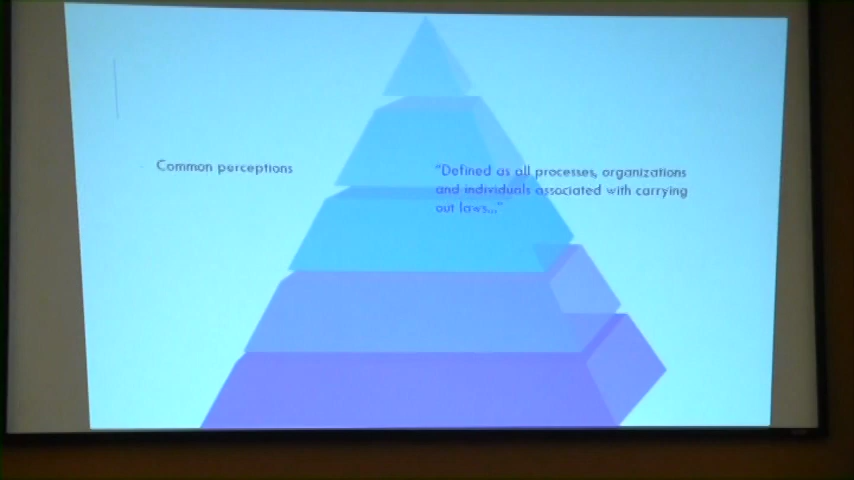 Common perceptions
"Defined as all processes, organizations
and individuals associated with carrying
out laws..."